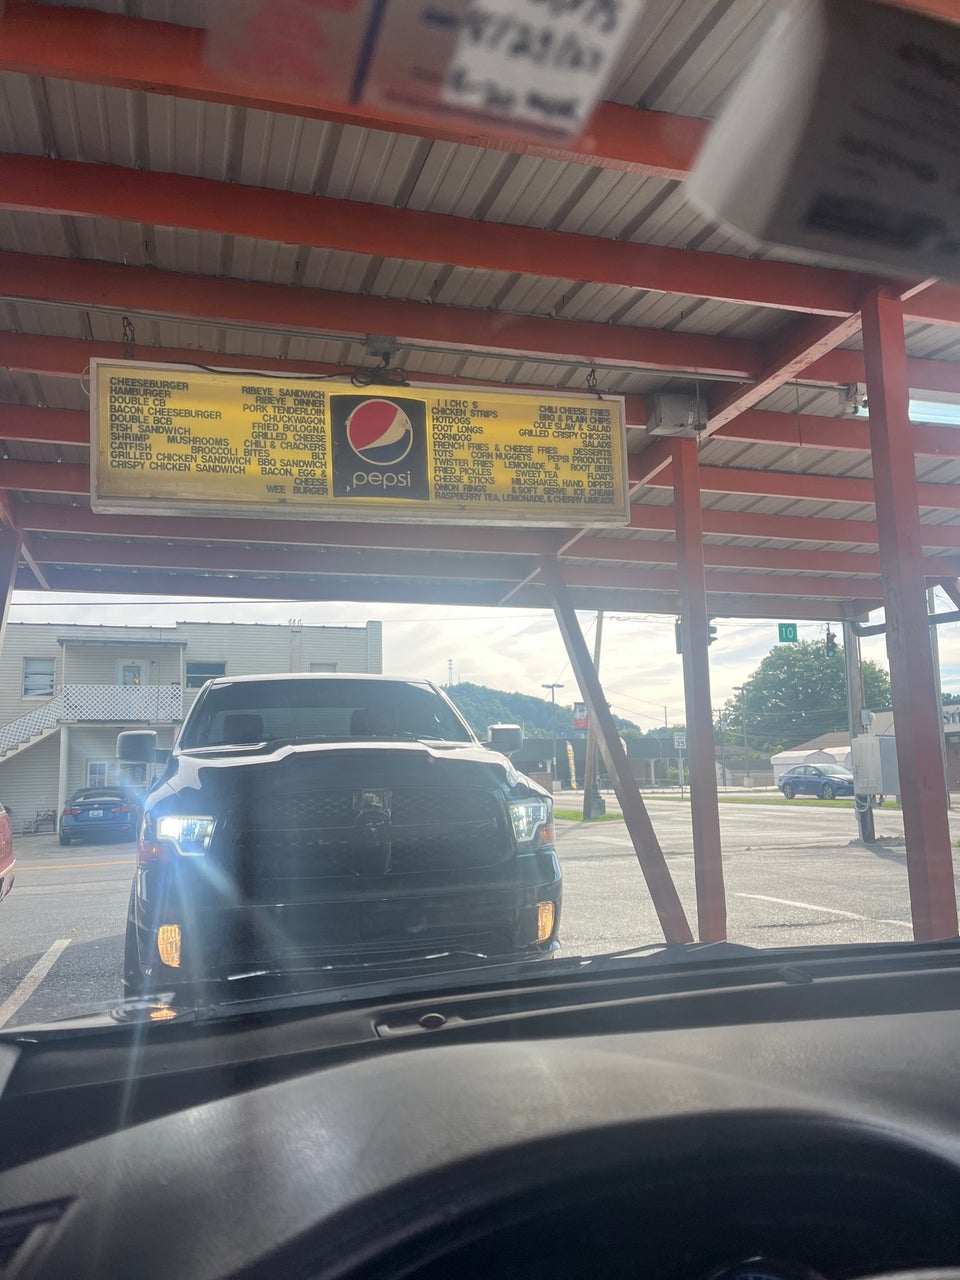 4/29/21
CHEESEBURGER
HAMBURGER
DOUBLE CB
BACON CHEESEBURGER
DOUBLE BCB
FISH SANDWICH
SHRIMP MUSHROOMS
CATFISH BROCCOLI BITES
GRILLED CHICKEN SANDWICH
CRISPY CHICKEN SANDWICH
RIBEYE SANDWICH
RIBEYE DINNER
PORK TENDERLOIN
CHUCKWAGON
FRIED BOLOGNA
GRILLED CHEESE
CHILI & CRACKERS
BLT
BBQ SANDWICH
BACON, EGG &
CHEESE
WEE BURGER
pepsi
CHICKEN STRIPS
HOTDOGS
FOOT LONGS
CORNDOG
FRENCH FRIES & CHEESE FRIES
TOTS CORN NUGGETS
TWISTER FRIES
FRIED PICKLES
CHEESE STICKS
ONION RINGS
CHILI CHEESE FRIES
BBQ & PLAIN CHIPS
COLE SLAW & SALAD
GRILLED CRISPY CHICKEN
SALADS
DESSERTS
PEPSI PRODUCTS
LEMONADE & ROOT BEER
SWEET TEA FLOATS
MILKSHAKES, HAND DIPPED
& SOFT SERVE ICE CREAM
RASPBERRY TEA, LEMONADE, & CHERRY LIMEADE
10
35